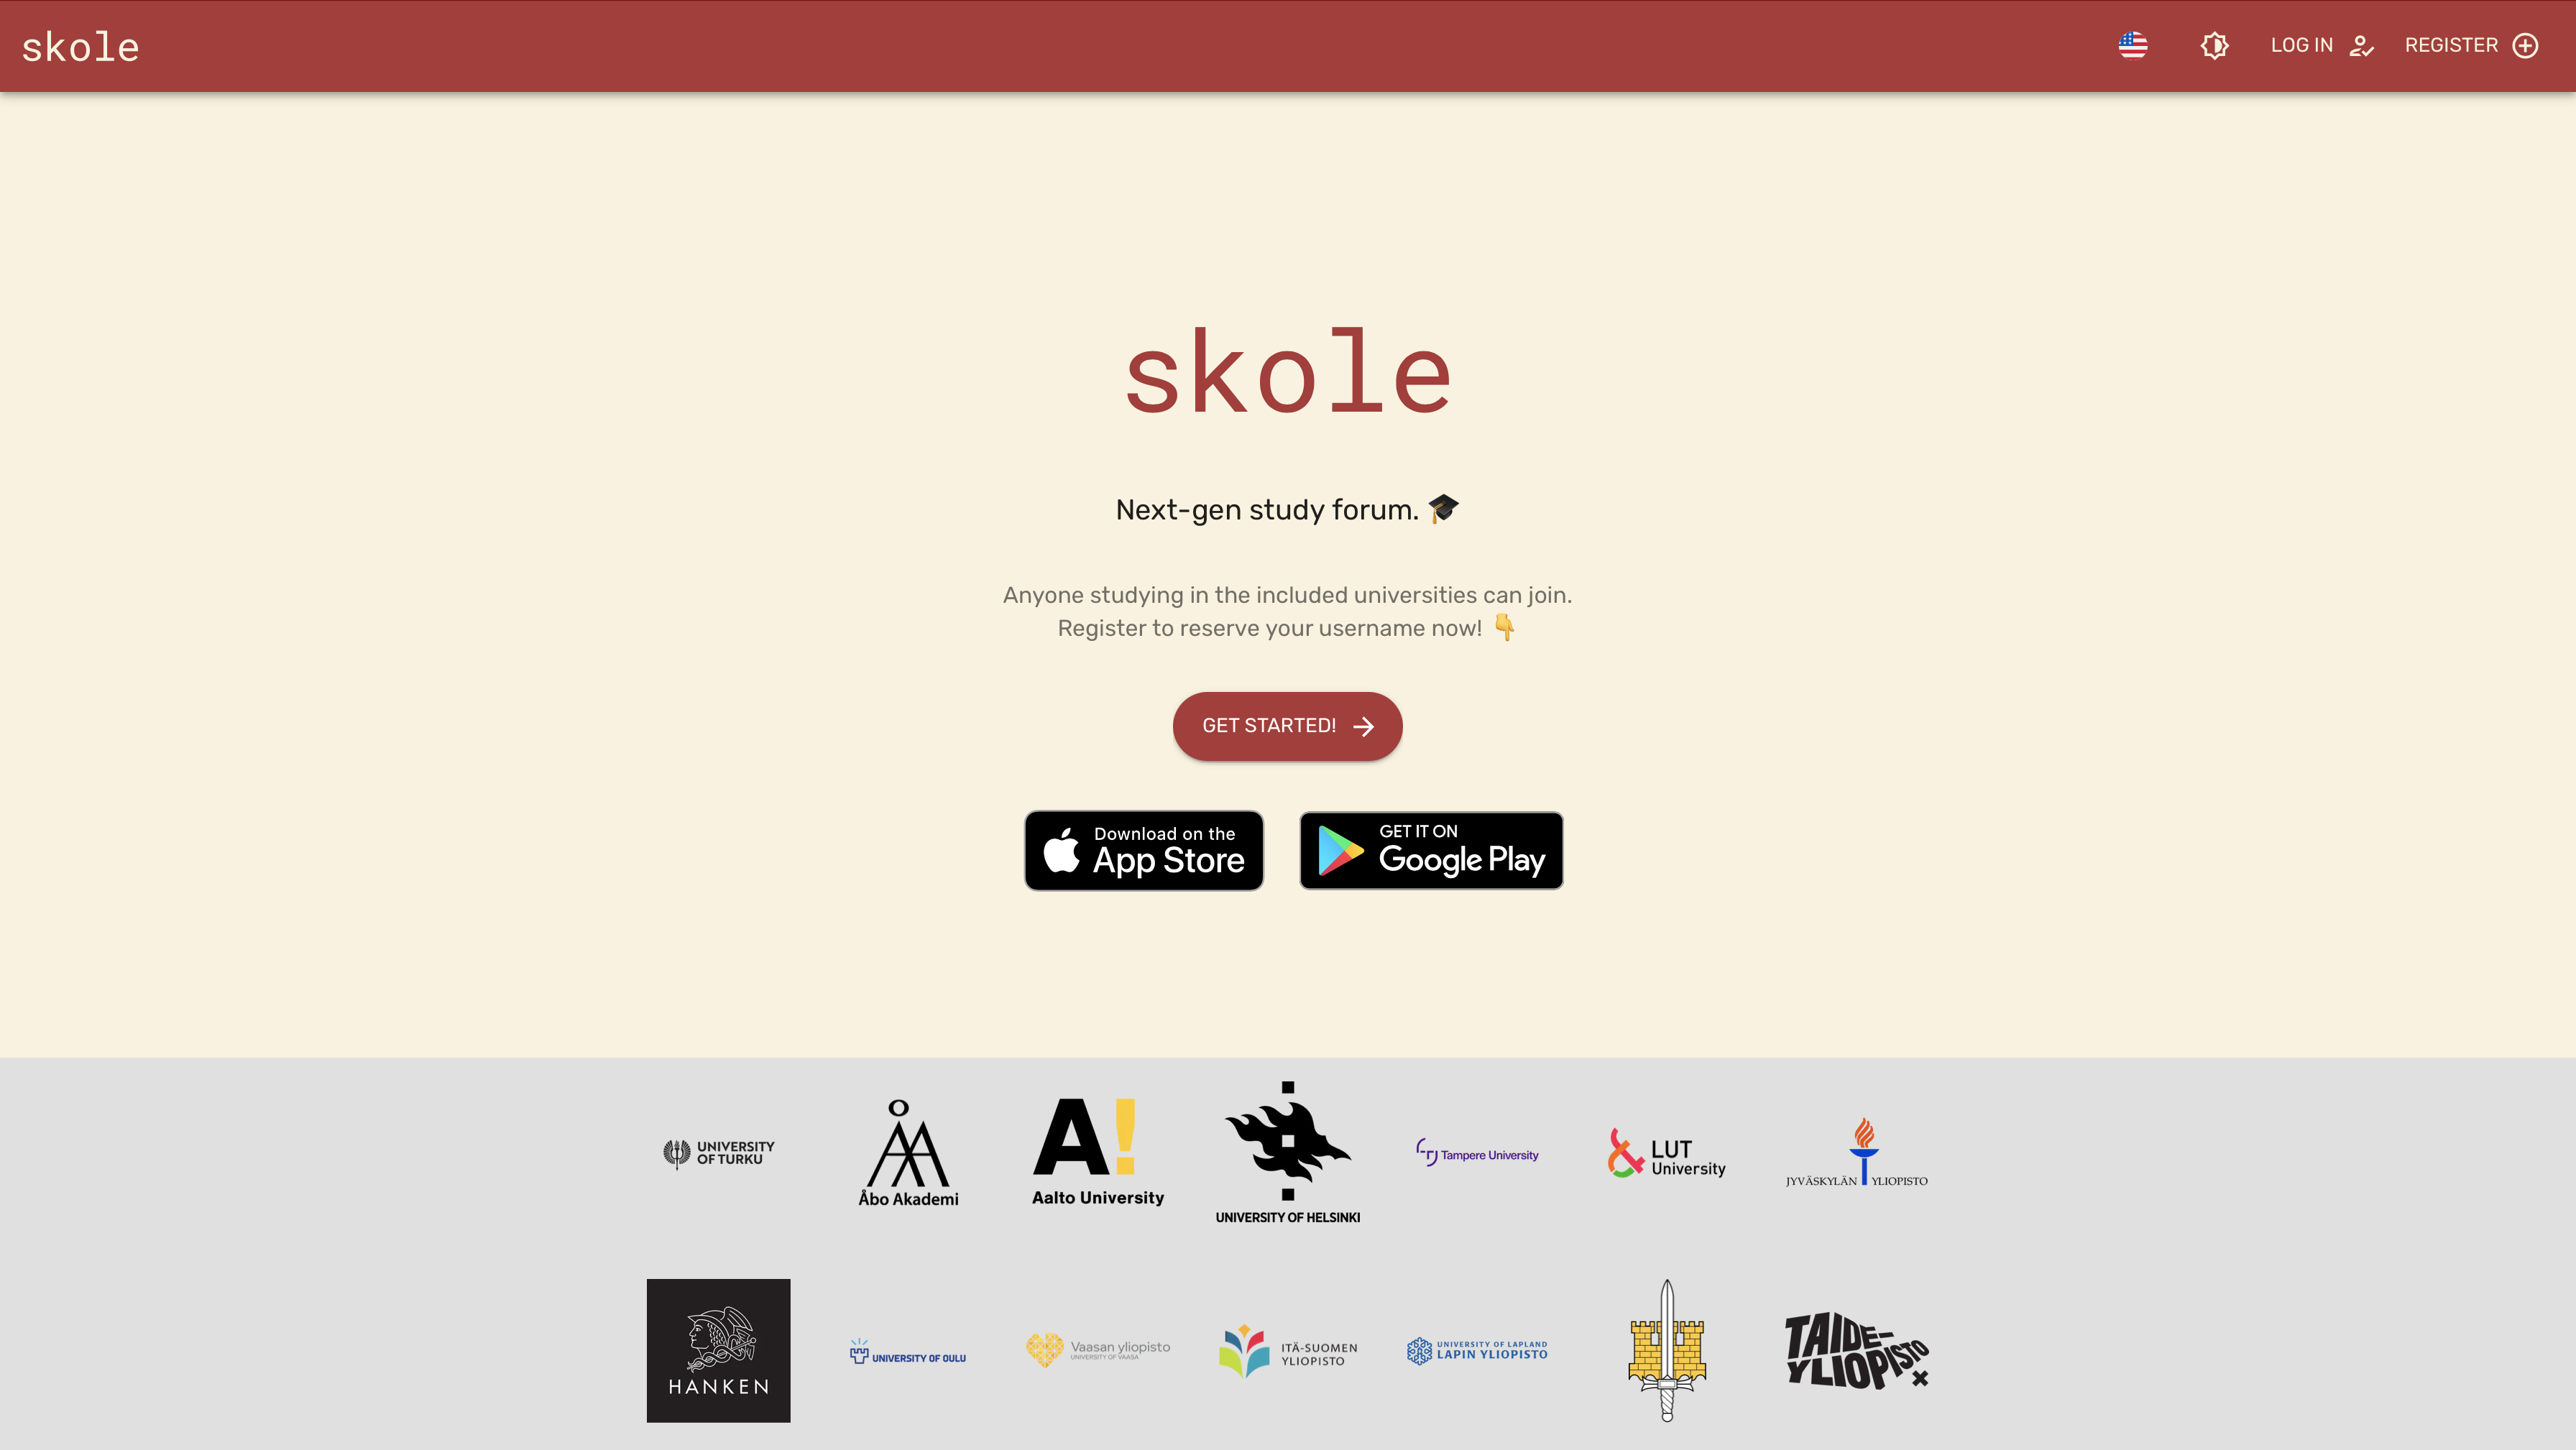 skole
LOG IN
REGISTER
skole
Next-gen study forum. 🎓
Anyone studying in the included universities can join.
Register to reserve your username now! 👇
GET STARTED!
Download on the
App Store
GET IT ON
Google Play
UNIVERSITY
OF TURKU
Åbo Akademi
A!
Aalto University
UNIVERSITY OF HELSINKI
Tampere University
LUT
University
JYVÄSKYLÄN YLIOPISTO
HANKEN
UNIVERSITY OF OULU
Vaasan yliopisto
UNIVERSITY OF VAASA
ITÄ-SUOMEN
YLIOPISTO
UNIVERSITY OF LAPLAND
LAPIN YLIOPISTO
TAIDE-
YLIOPISTO